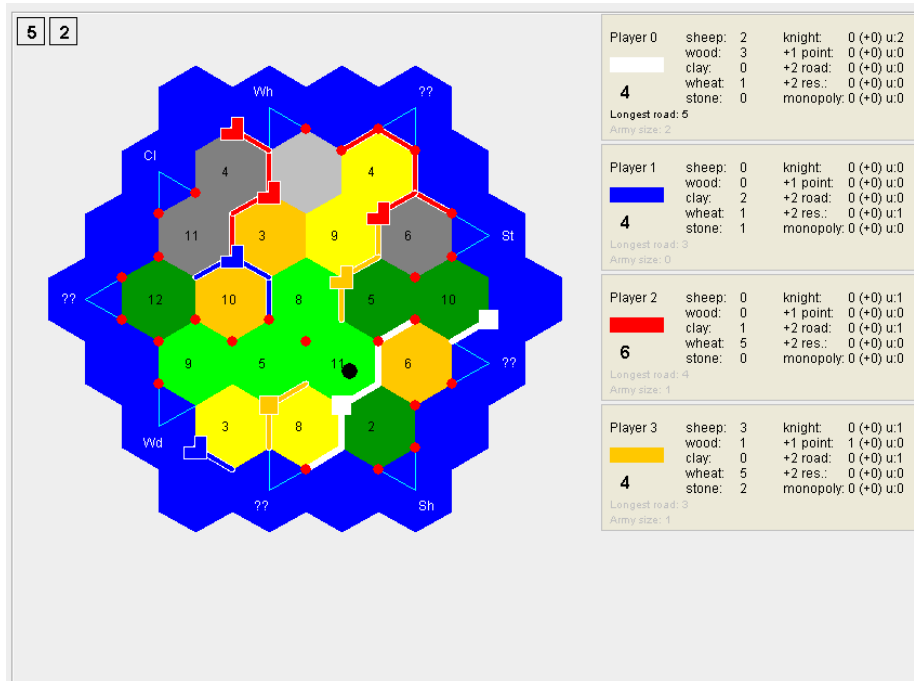 5 2
Wh ??
Cl
4 4
11 3 9 6 St
?? 12 10 8 5 10
9 5 11 6 ??
Wd 3 8 2
?? Sh
Player 0 sheep: 2 knight: 0 (+0) u:2
wood: 3 +1 point: 0 (+0) u:0
clay: 0 +2 road: 0 (+0) u:0
4 wheat: 1 +2 res.: 0 (+0) u:0
stone: 0 monopoly: 0 (+0) u:0
Longest road: 5
Army size: 2
Player 1 sheep: 0 knight: 0 (+0) u:0
wood: 0 +1 point: 0 (+0) u:0
clay: 2 +2 road: 0 (+0) u:0
4 wheat: 1 +2 res.: 0 (+0) u:1
stone: 1 monopoly: 0 (+0) u:0
Longest road: 3
Army size: 0
Player 2 sheep: 0 knight: 0 (+0) u:1
wood: 0 +1 point: 0 (+0) u:0
clay: 1 +2 road: 0 (+0) u:1
6 wheat: 5 +2 res.: 0 (+0) u:0
stone: 0 monopoly: 0 (+0) u:0
Longest road: 4
Army size: 1
Player 3 sheep: 3 knight: 0 (+0) u:1
wood: 1 +1 point: 1 (+0) u:0
clay: 0 +2 road: 0 (+0) u:1
4 wheat: 5 +2 res.: 0 (+0) u:0
stone: 2 monopoly: 0 (+0) u:0
Longest road: 3
Army size: 1